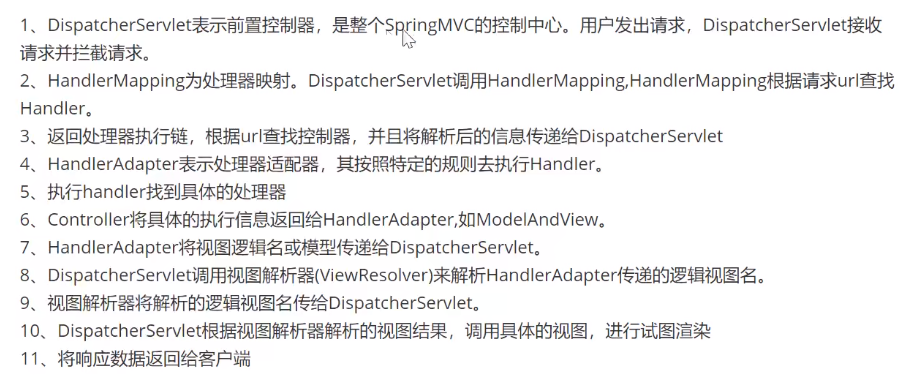 1、DispatcherServlet表示前置控制器，是整个SpringMVC的控制中心。用户发出请求，DispatcherServlet接收
请求并拦截请求。
2、HandlerMapping为处理器映射。DispatcherServlet调用HandlerMapping,HandlerMapping根据请求url查找
Handler。
3、返回处理器执行链，根据url查找控制器，并且将解析后的信息传递给DispatcherServlet
4、HandlerAdapter表示处理器适配器，其按照特定的规则去执行Handler。
5、执行handler找到具体的处理器
6、Controller将具体的执行信息返回给HandlerAdapter,如ModelAndView。
7、HandlerAdapter将视图逻辑名或模型传递给DispatcherServlet。
8、DispatcherServlet调用视图解析器(ViewResolver)来解析HandlerAdapter传递的逻辑视图名。
9、视图解析器将解析的逻辑视图名传给DispatcherServlet。
10、DispatcherServlet根据视图解析器解析的视图结果，调用具体的视图，进行试图渲染
11、将响应数据返回给客户端